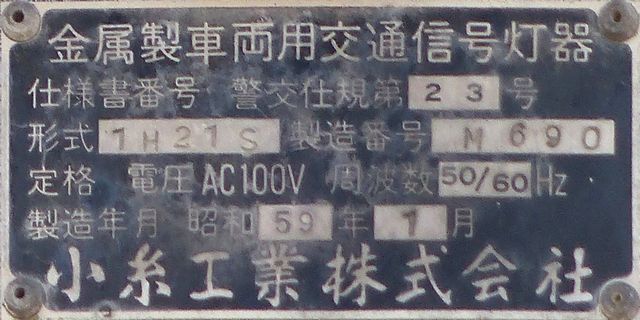 金属製車両用交通信号灯器
仕様書番号 警交仕規第 23 号
形式 1H21S 製造番号 M690
定格 電圧 AC100V 周波数 50/60 Hz
製造年月 昭和 59 年 1 月
小糸工業株式会社